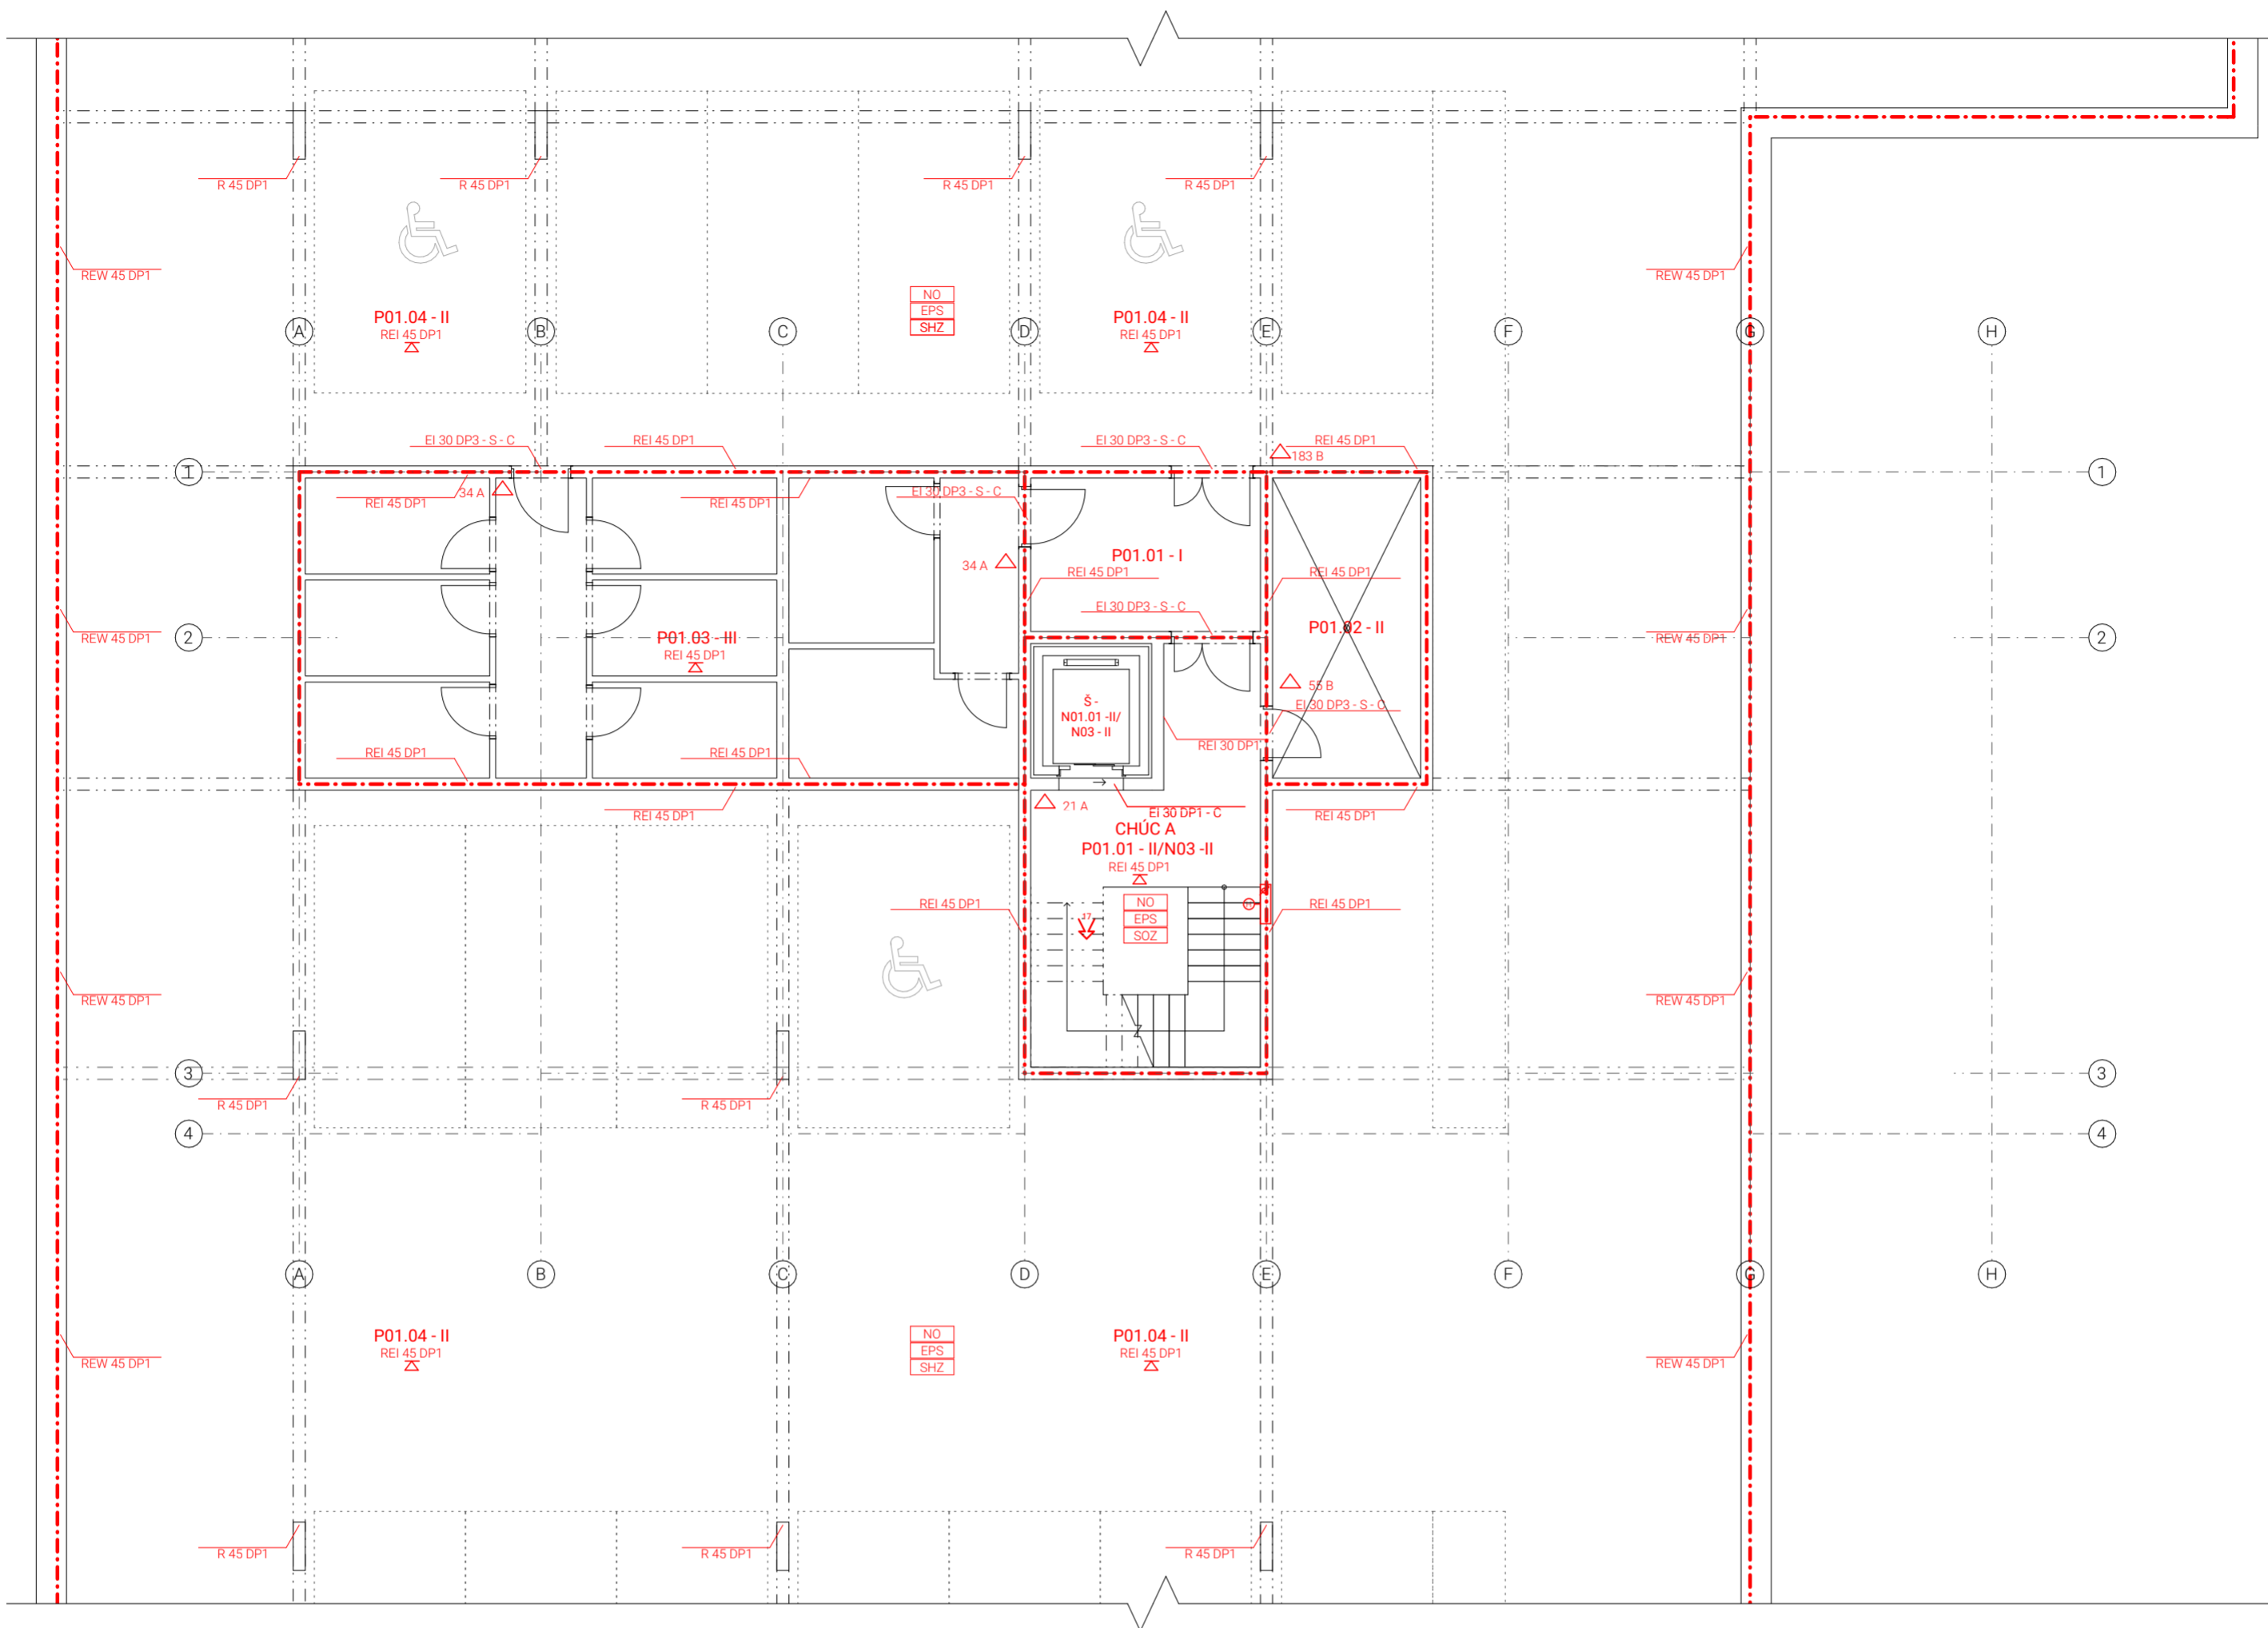 R 45 DP1
R 45 DP1
R 45 DP1
R 45 DP1
REW 45 DP1
REW 45 DP1
NO
EPS
SHZ
P01.04 - II
REI 45 DP1
P01.04 - II
REI 45 DP1
A
B
C
D
E
F
G
H
EI 30 DP3 - S - C
REI 45 DP1
EI 30 DP3 - S - C
REI 45 DP1
183 B
1
1
34 A
REI 45 DP1
REI 45 DP1
EI 30 DP3 - S - C
P01.01 - I
34 A
REI 45 DP1
REI 45 DP1
EI 30 DP3 - S - C
REW 45 DP1
2
P01.03 - III
REI 45 DP1
P01.02 - II
REW 45 DP1
2
55 B
Š -
N01.01 -II/
N03 - II
EI 30 DP3 - S - C
REI 30 DP1
REI 45 DP1
REI 45 DP1
21 A
EI 30 DP1 - C
REI 45 DP1
REI 45 DP1
CHÚC A
P01.01 - II/N03 -II
REI 45 DP1
REI 45 DP1
NO
EPS
SOZ
17
H
REI 45 DP1
REW 45 DP1
REW 45 DP1
3
3
R 45 DP1
R 45 DP1
4
4
A
B
C
D
E
F
G
H
P01.04 - II
REI 45 DP1
NO
EPS
SHZ
P01.04 - II
REI 45 DP1
REW 45 DP1
REW 45 DP1
R 45 DP1
R 45 DP1
R 45 DP1